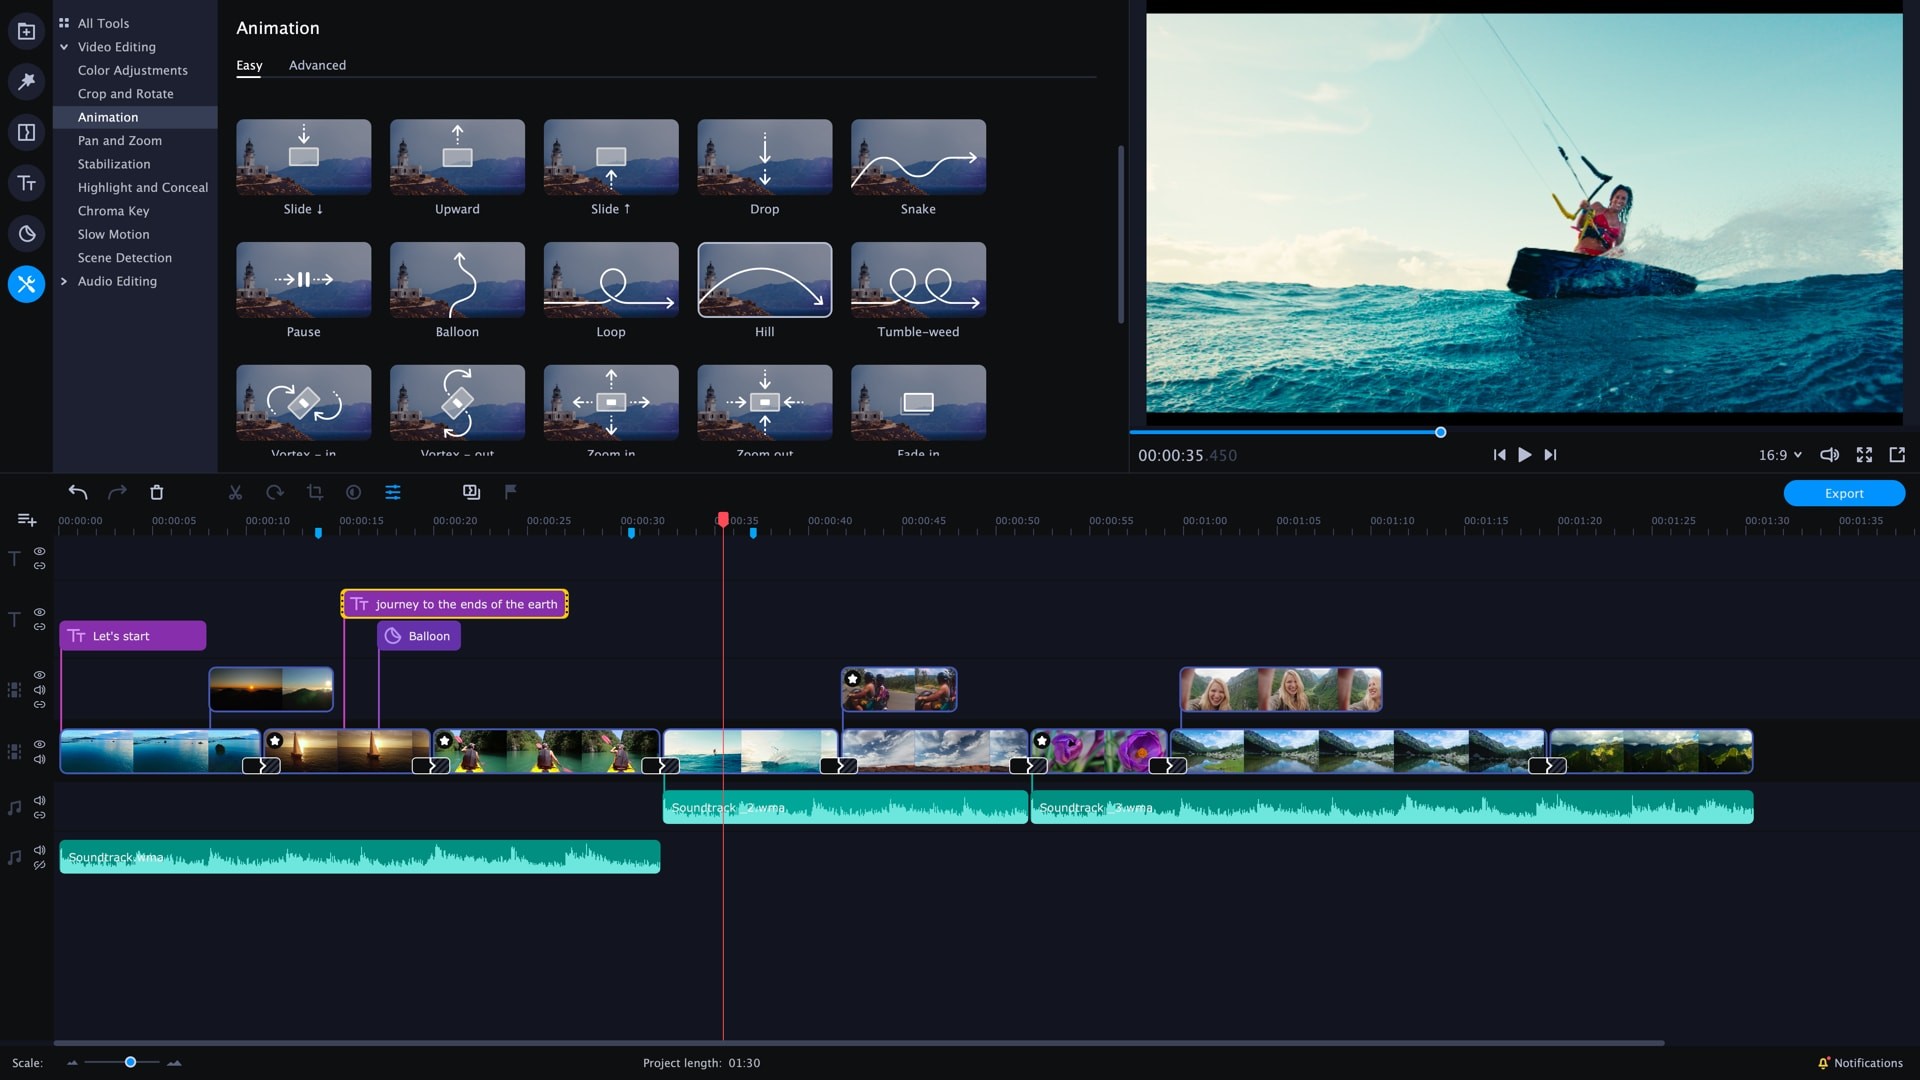 All Tools
Video Editing
Color Adjustments
Crop and Rotate
Animation
Pan and Zoom
Stabilization
Highlight and Conceal
Chroma Key
Slow Motion
Scene Detection
Audio Editing
Animation
Easy Advanced
Slide ↓ Upward Slide ↑ Drop Snake
Pause Balloon Loop Hill Tumble-weed
Vortex - in Vortex - out Zoom in Zoom out Fade in
00:00:35.450
16:9
Export
00:00:00 00:00:05 00:00:10 00:00:15 00:00:20 00:00:25 00:00:30 00:35 00:00:40 00:00:45 00:00:50 00:00:55 00:01:00 00:01:05 00:01:10 00:01:15 00:01:20 00:01:25 00:01:30 00:01:35
Tt journey to the ends of the earth
Tt Let's start
Balloon
Soundtrack _2.wma
Soundtrack _3.wma
Soundtrack.wma
Scale:
Project length: 01:30
Notifications